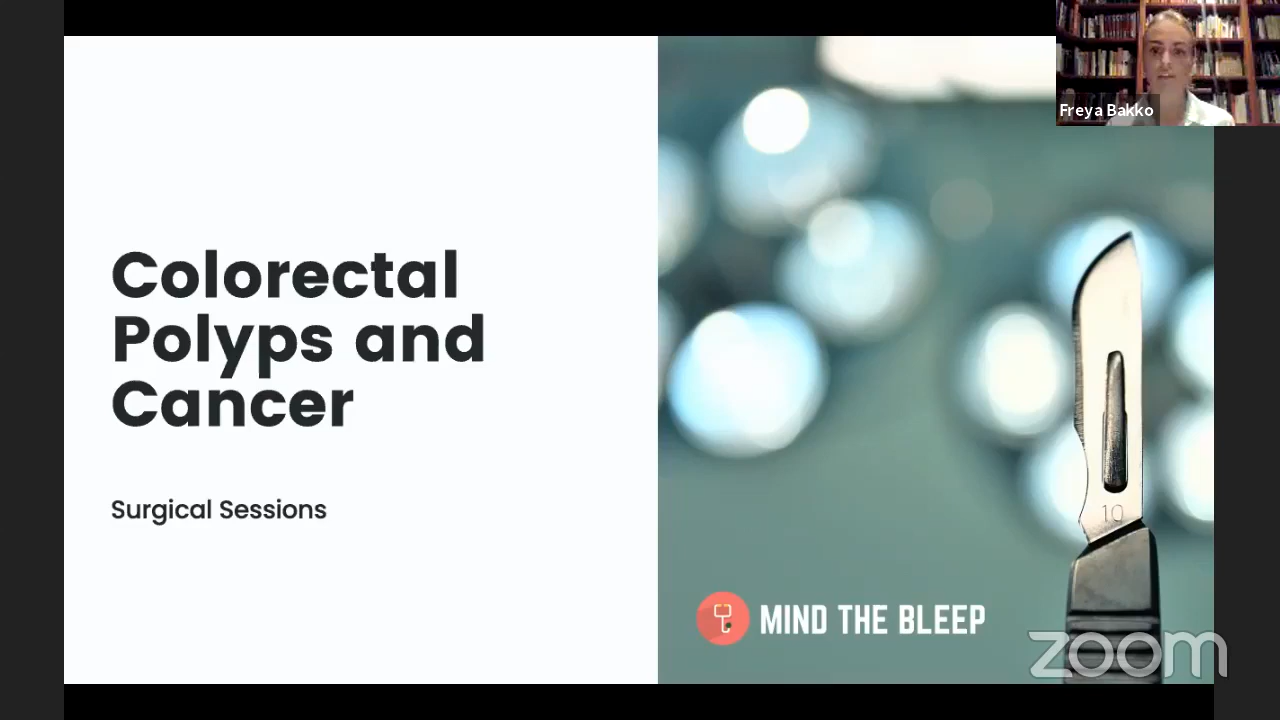 Freya Bakko
Colorectal
Polyps and
Cancer
Surgical Sessions
10
MIND THE BLEEP
zoom